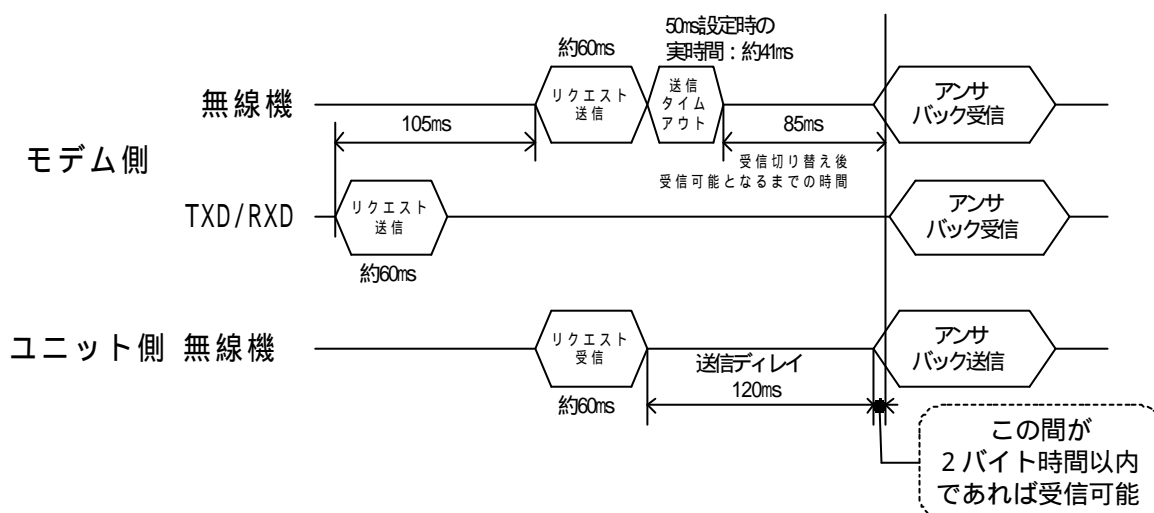 50ms設定時の
実時間：約41ms
約60ms
無線機
リクエスト
送信
送信
タイム
アウト
アンサ
バック受信
105ms
85ms
モデム側
受信切り替え後
受信可能となるまでの時間
TXD/RXD
リクエスト
送信
アンサ
バック受信
約60ms
ユニット側 無線機
リクエスト
受信
送信ディレイ
120ms
アンサ
バック送信
約60ms
この間が
２バイト時間以内
であれば受信可能